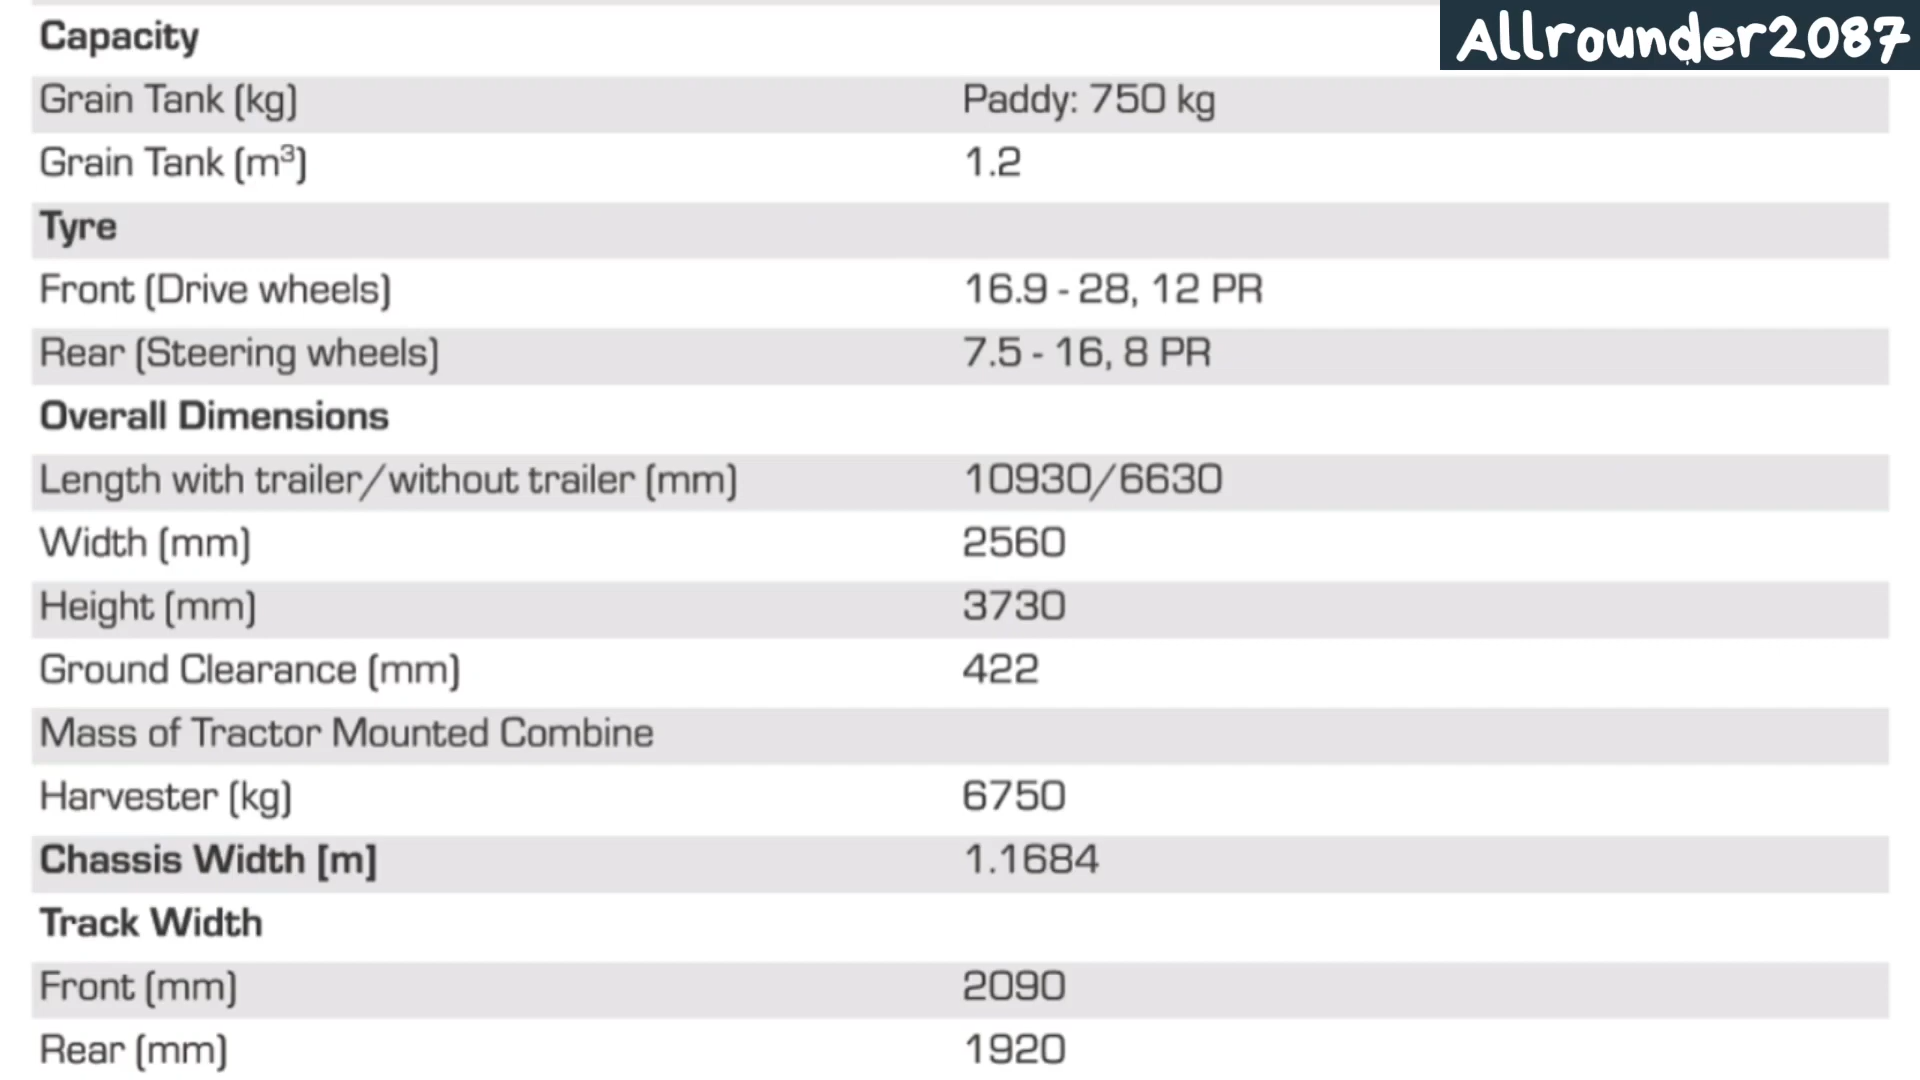 Allrounder2087
Capacity
Grain Tank (kg) Paddy: 750 kg
Grain Tank (m³) 1.2
Tyre
Front (Drive wheels) 16.9 - 28, 12 PR
Rear (Steering wheels) 7.5 - 16, 8 PR
Overall Dimensions
Length with trailer/without trailer (mm) 10930/6630
Width (mm) 2560
Height (mm) 3730
Ground Clearance (mm) 422
Mass of Tractor Mounted Combine
Harvester (kg) 6750
Chassis Width [m] 1.1684
Track Width
Front (mm) 2090
Rear (mm) 1920